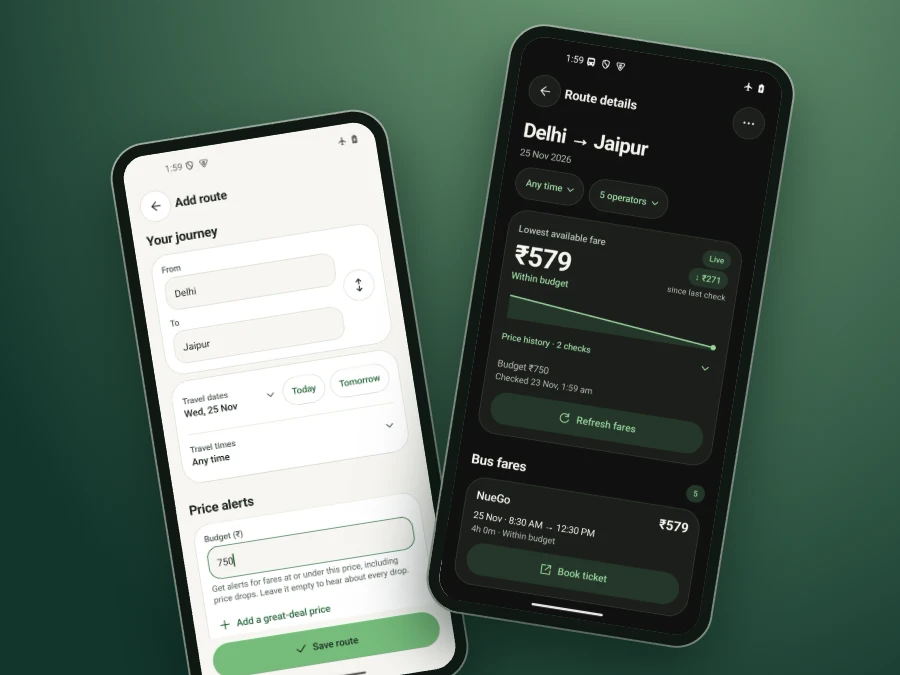 1:59
Add route
Your journey
From
Delhi
To
Jaipur
Travel dates
Wed, 25 Nov
Today
Tomorrow
Travel times
Any time
Price alerts
Budget (₹)
750
Get alerts for fares at or under this price, including
price drops. Leave it empty to hear about every drop.
+ Add a great-deal price
Save route
1:59
Route details
Delhi → Jaipur
25 Nov 2026
Any time
5 operators
Lowest available fare
Live
₹579
↓ ₹271
Within budget
since last check
Price history · 2 checks
Budget ₹750
Checked 23 Nov, 1:59 am
Refresh fares
Bus fares
5
NueGo
₹579
25 Nov · 8:30 AM → 12:30 PM
4h 0m · Within budget
Book ticket